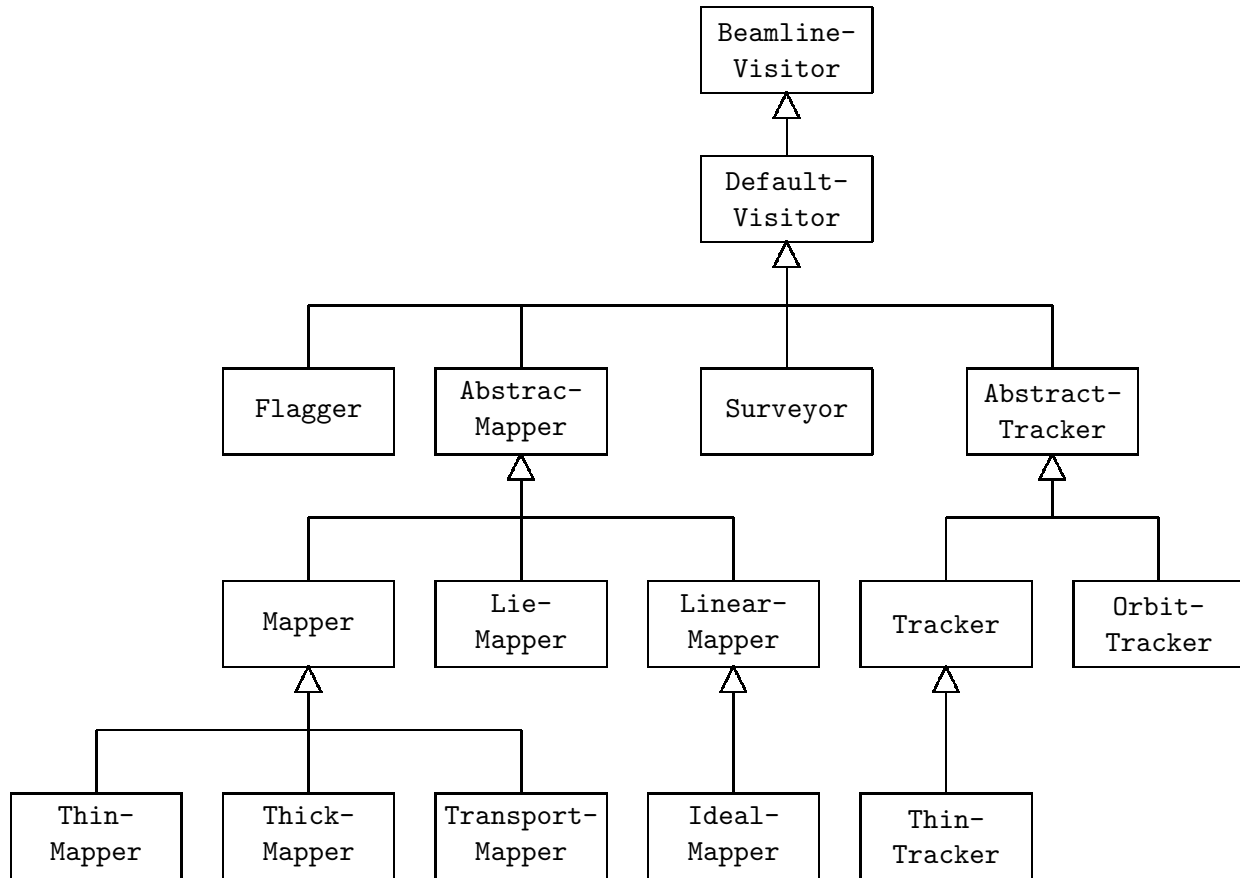 Beamline-
Visitor
Default-
Visitor
Flagger
Abstrac-
Mapper
Surveyor
Abstract-
Tracker
Mapper
Lie-
Mapper
Linear-
Mapper
Tracker
Orbit-
Tracker
Thin-
Mapper
Thick-
Mapper
Transport-
Mapper
Ideal-
Mapper
Thin-
Tracker